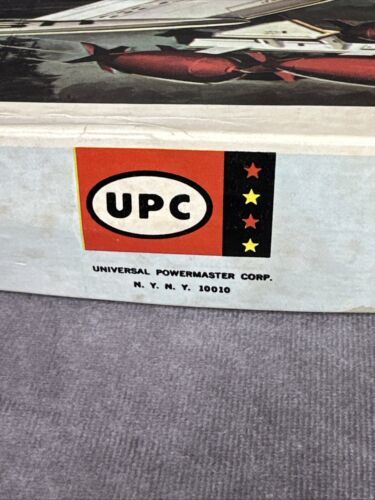 UPC
UNIVERSAL POWERMASTER CORP.
N. Y. N. Y. 10010